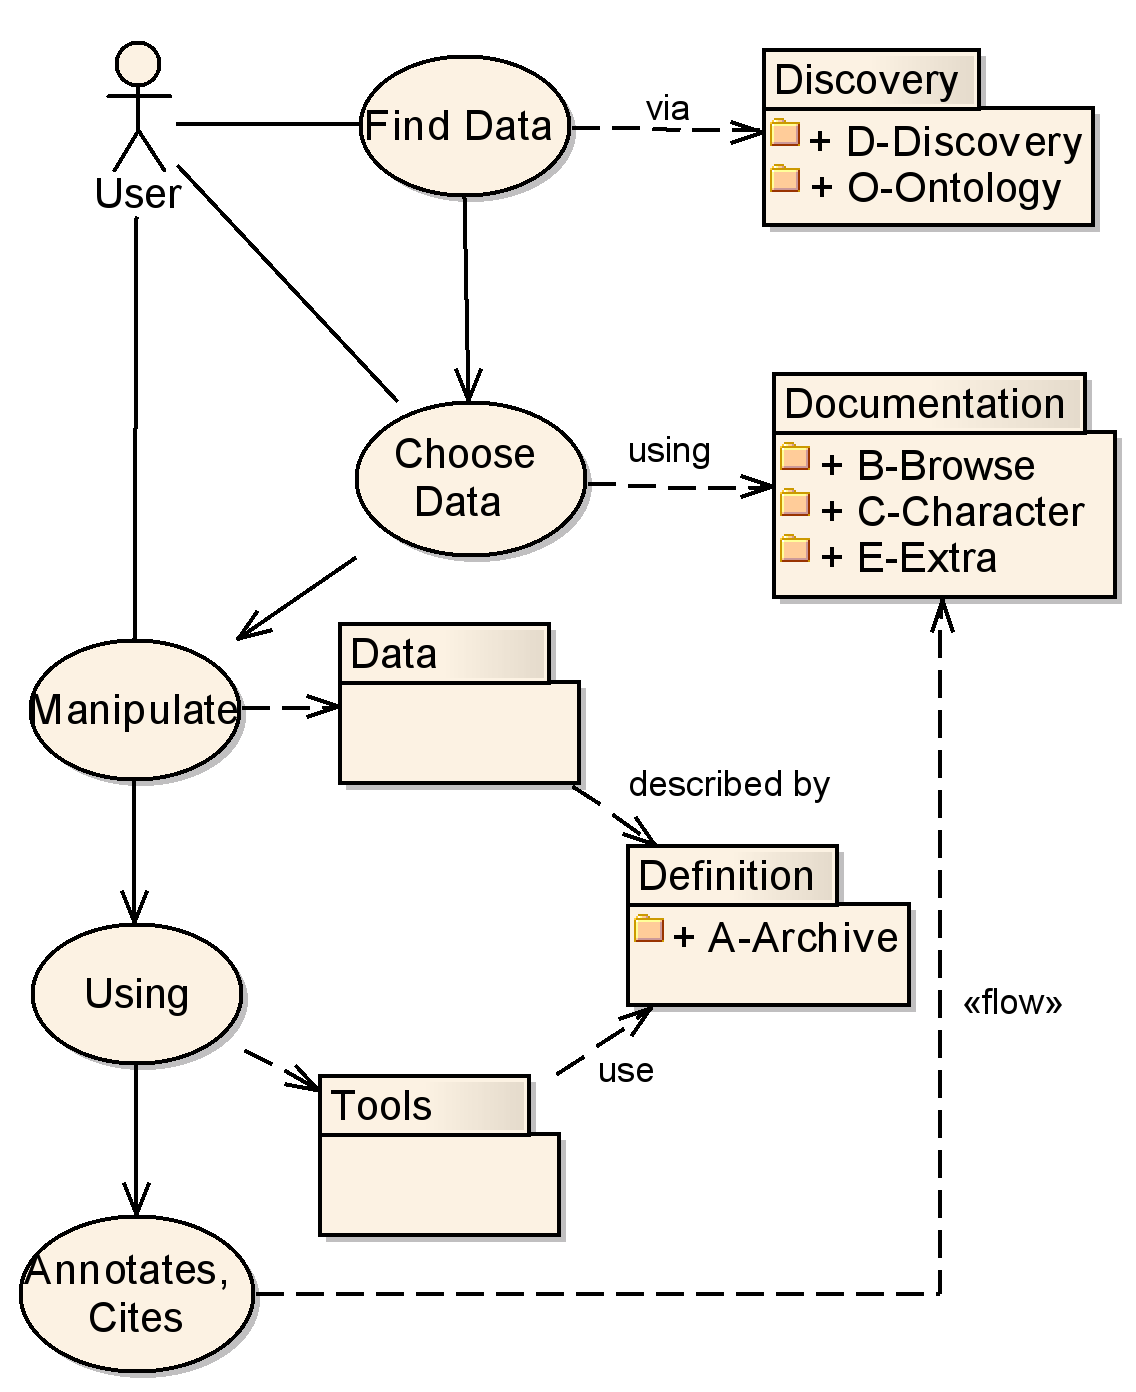 User
Find Data
via
Discovery
+ D-Discovery
+ O-Ontology
Choose
Data
using
Documentation
+ B-Browse
+ C-Character
+ E-Extra
Manipulate
Data
described by
Definition
+ A-Archive
Using
«flow»
use
Tools
Annotates,
Cites